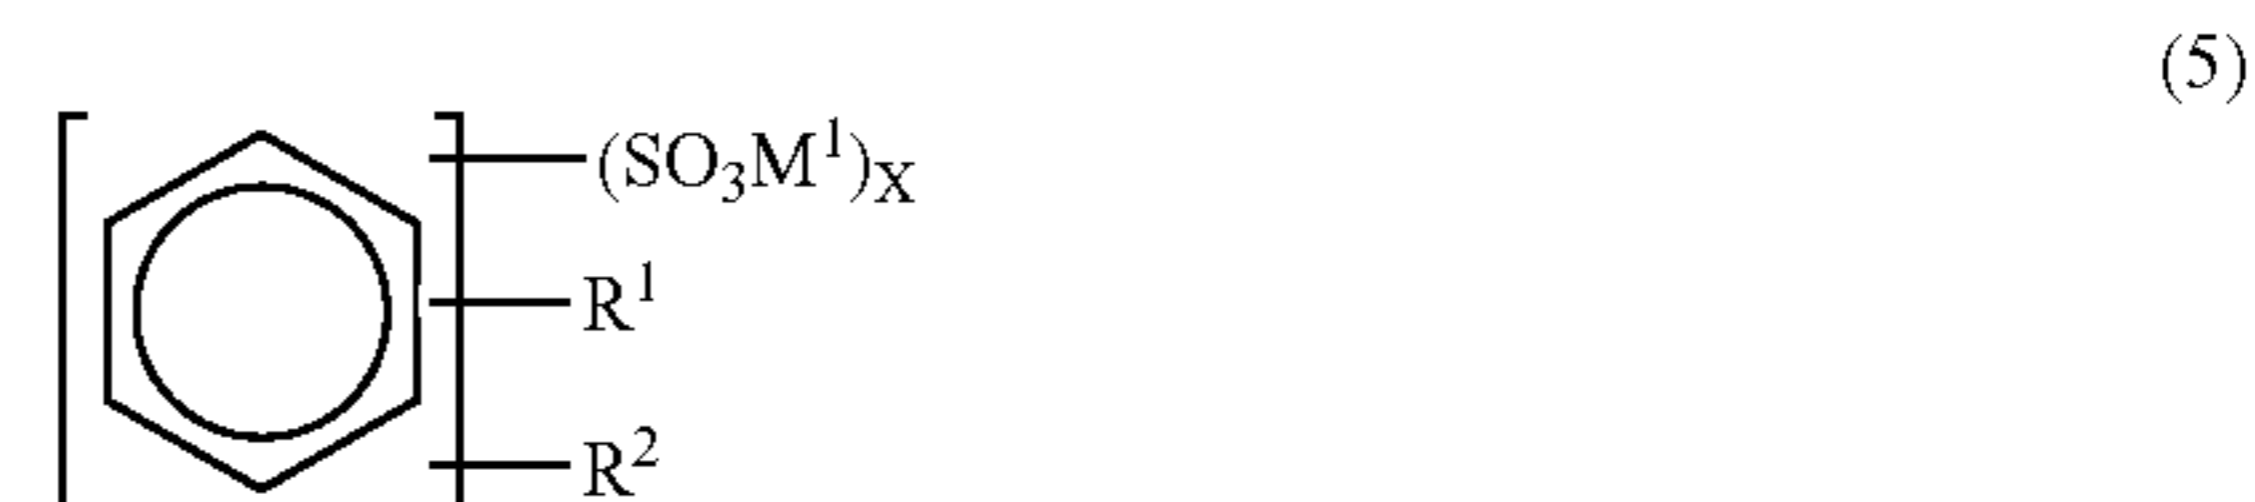 (5)
(SO₃M¹)X
R¹
R²